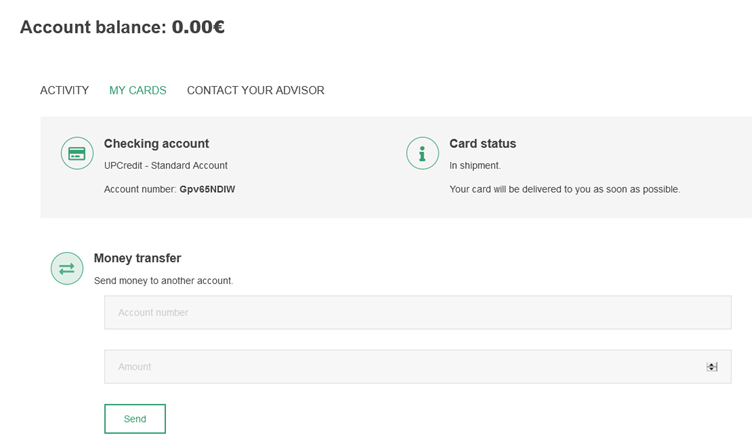 Account balance: 0.00€
ACTIVITY MY CARDS CONTACT YOUR ADVISOR
Checking account
UPCredit - Standard Account
Account number: Gpv65NDIW
Card status
In shipment.
Your card will be delivered to you as soon as possible.
Money transfer
Send money to another account.
Account number
Amount
Send